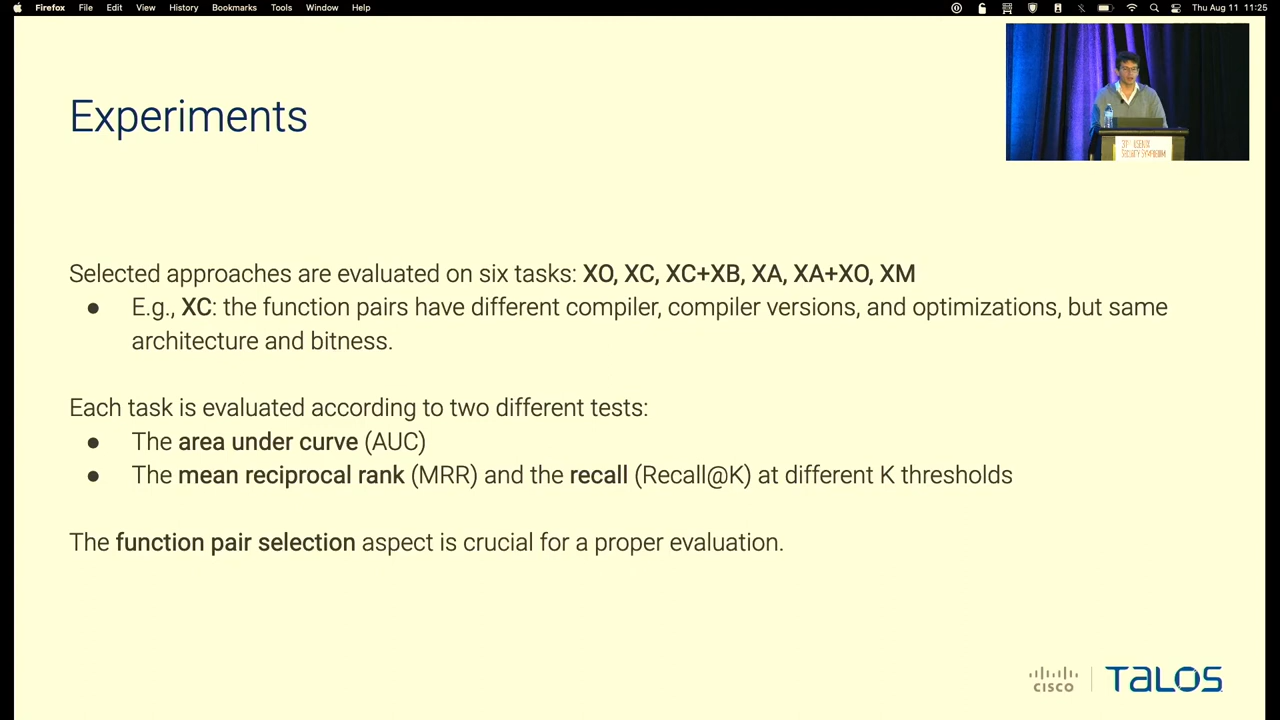 Firefox File Edit View History Bookmarks Tools Window Help Thu Aug 11 11:25
Experiments
Selected approaches are evaluated on six tasks: XO, XC, XC+XB, XA, XA+XO, XM
● E.g., XC: the function pairs have different compiler, compiler versions, and optimizations, but same
architecture and bitness.
Each task is evaluated according to two different tests:
● The area under curve (AUC)
● The mean reciprocal rank (MRR) and the recall (Recall@K) at different K thresholds
The function pair selection aspect is crucial for a proper evaluation.
CISCO TALOS